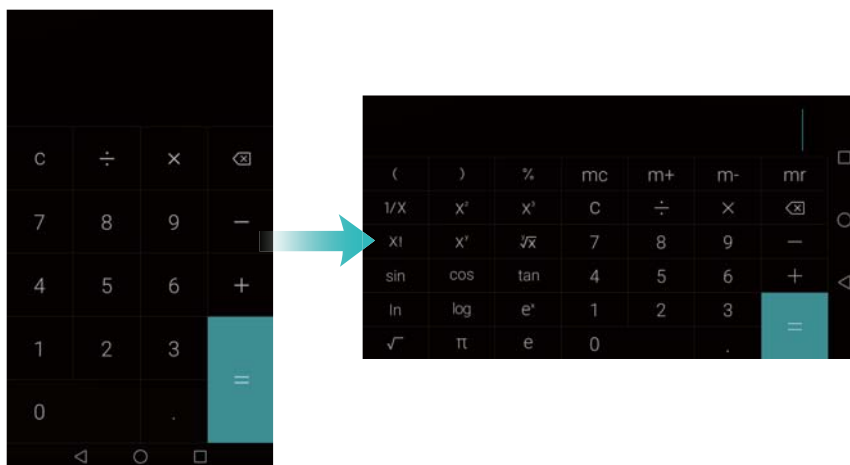 C ÷ × ⌫
7 8 9 −
4 5 6 +
1 2 3 =
0 .
( ) % mc m+ m- mr
1/X X² X³ C ÷ × ⌫
X! Xʸ ʸ√x 7 8 9 −
sin cos tan 4 5 6 +
ln log eˣ 1 2 3 =
√ π e 0 .